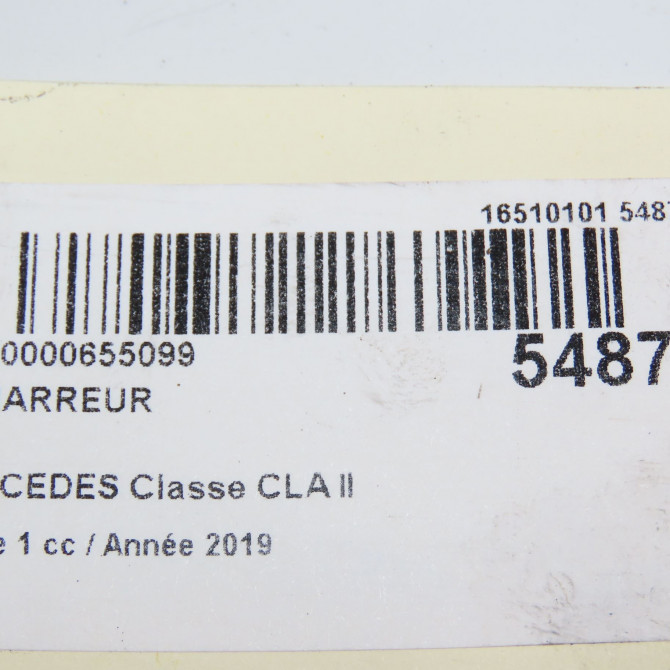 16510101 5487
0000655099
5487
ARREUR
CEDES Classe CLA II
e 1 cc / Année 2019